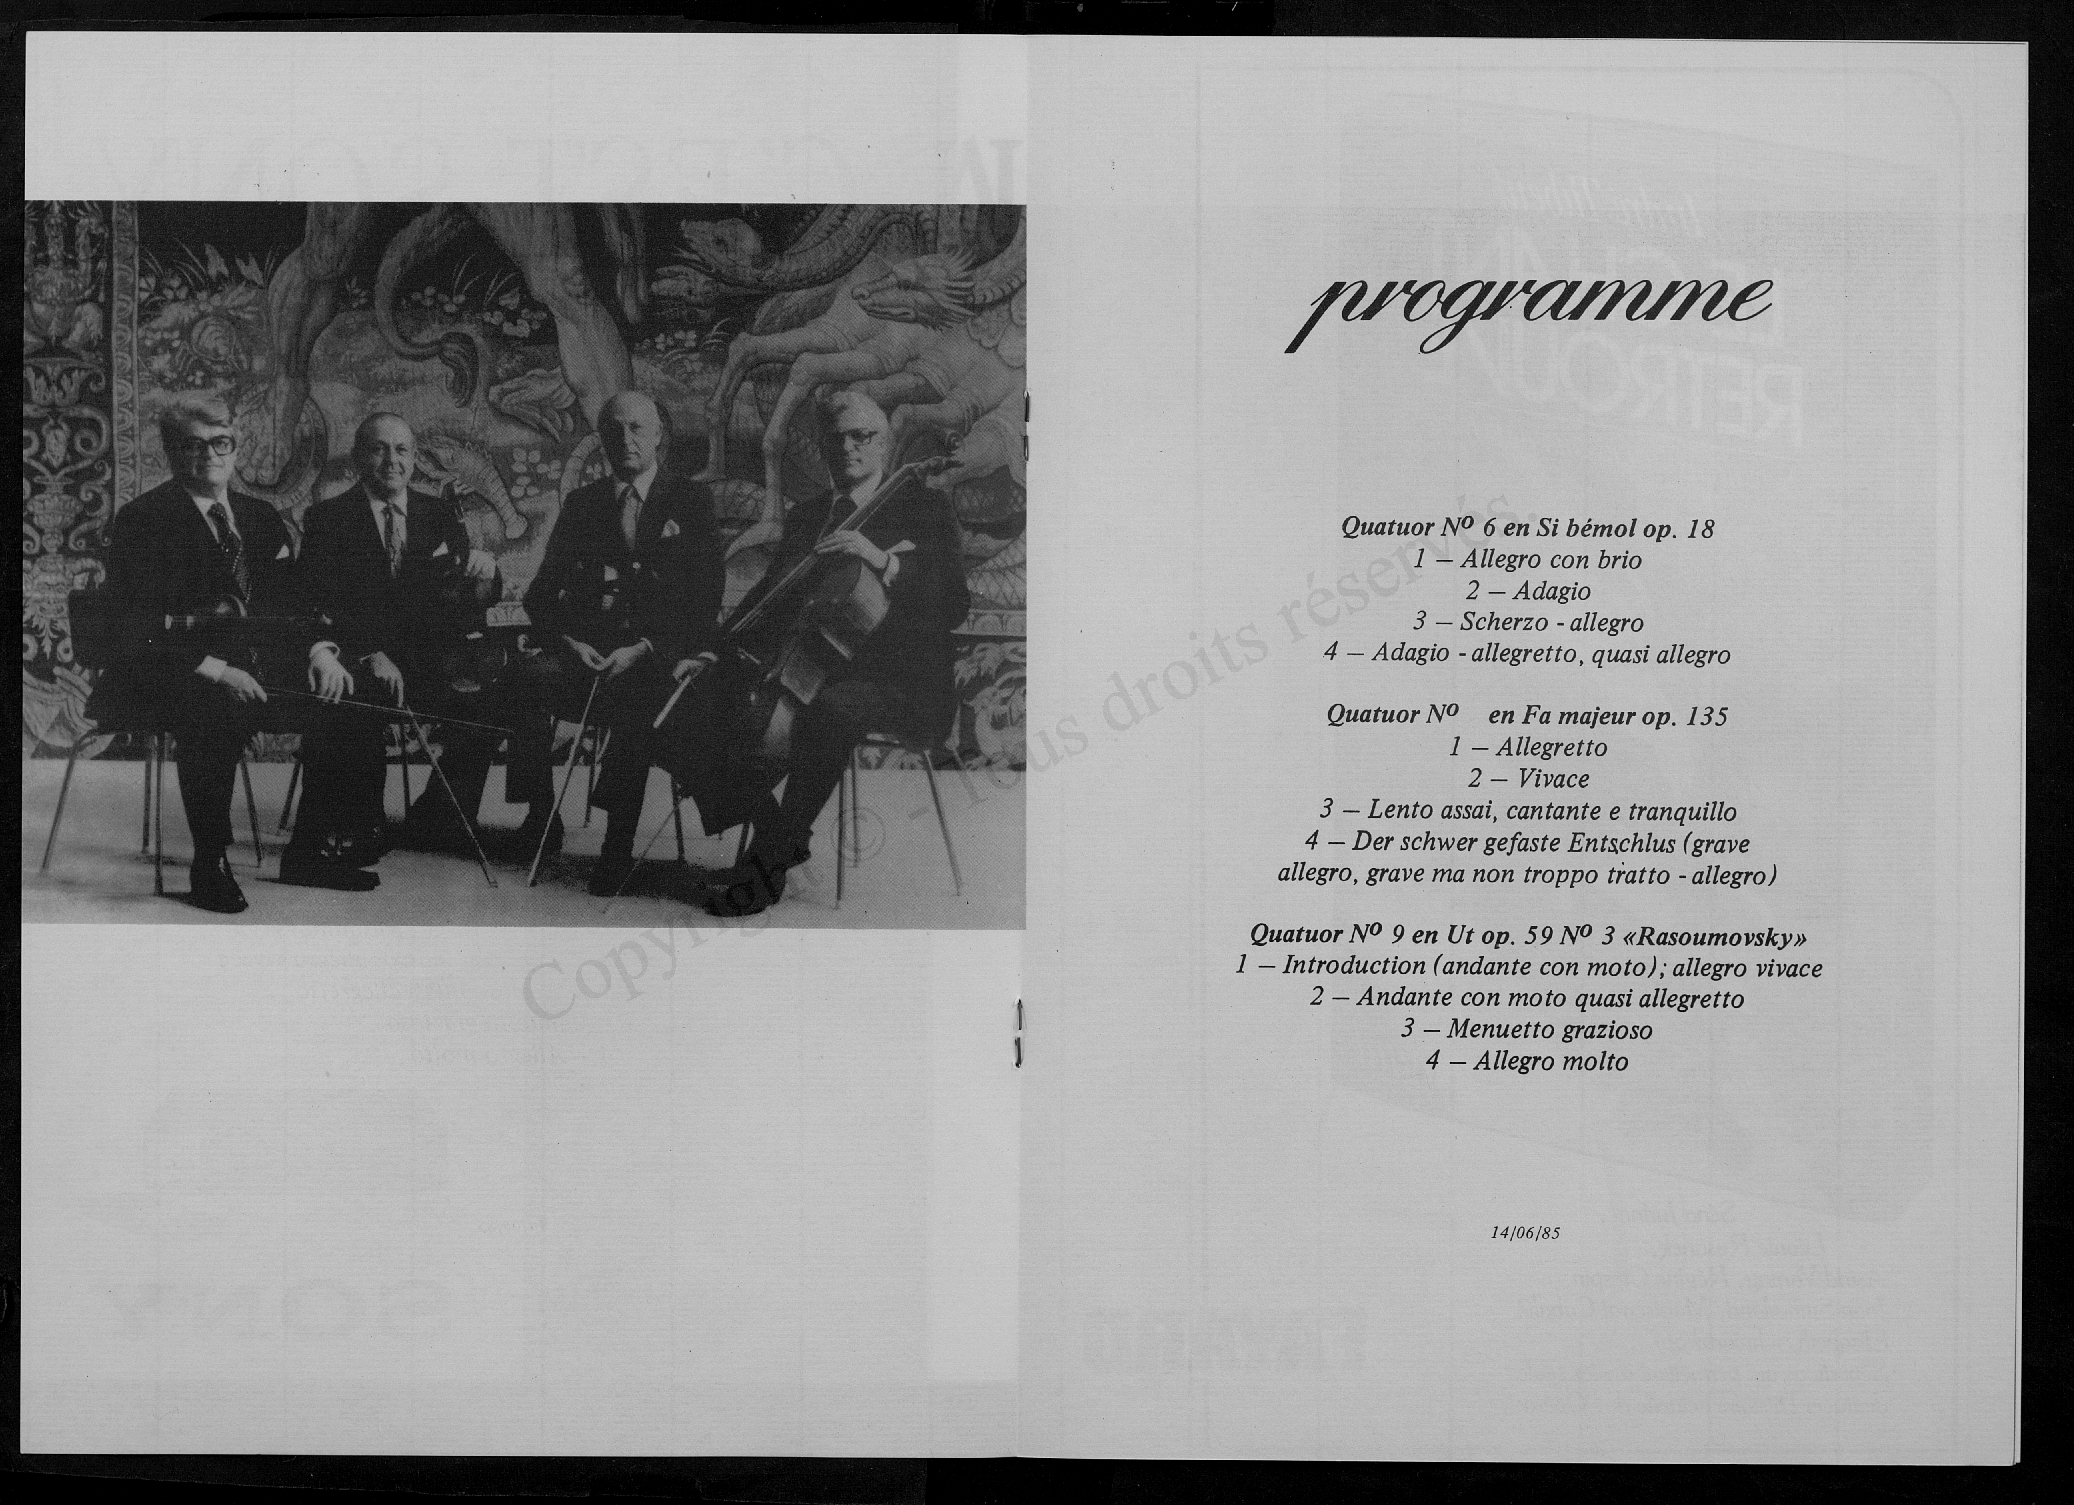 programme
Quatuor Nº 6 en Si bémol op. 18
1 — Allegro con brio
2 — Adagio
3 — Scherzo - allegro
4 — Adagio - allegretto, quasi allegro
Quatuor Nº en Fa majeur op. 135
1 — Allegretto
2 — Vivace
3 — Lento assai, cantante e tranquillo
4 — Der schwer gefaste Entschlus (grave
allegro, grave ma non troppo tratto - allegro)
Quatuor Nº 9 en Ut op. 59 Nº 3 «Rasoumovsky»
1 — Introduction (andante con moto); allegro vivace
2 — Andante con moto quasi allegretto
3 — Menuetto grazioso
4 — Allegro molto
14/06/85
Copyright © - Tous droits réservés.